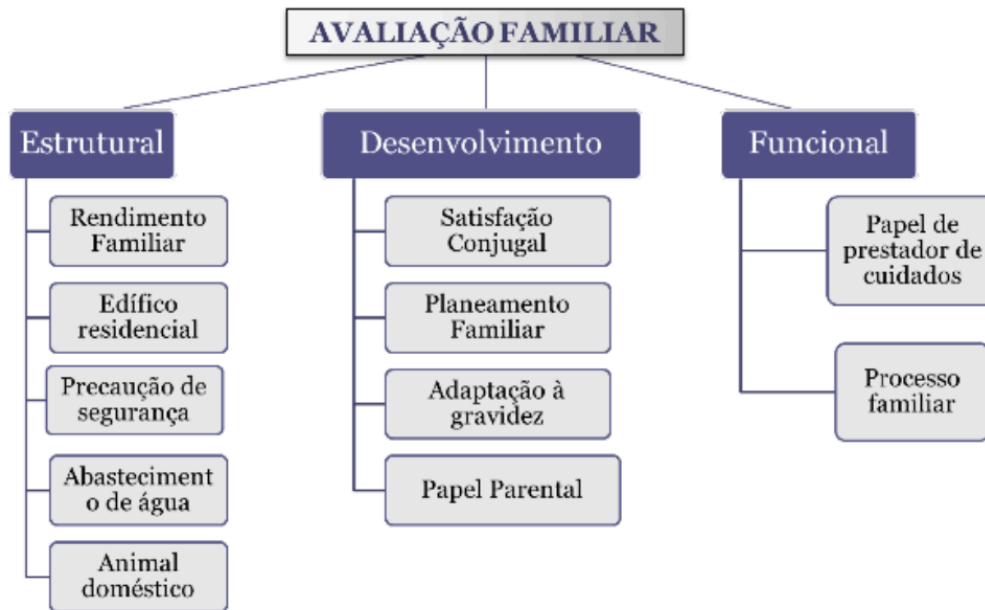 AVALIAÇÃO FAMILIAR
Estrutural
Rendimento
Familiar
Edífico
residencial
Precaução de
segurança
Abasteciment
o de água
Animal
doméstico
Desenvolvimento
Satisfação
Conjugal
Planeamento
Familiar
Adaptação à
gravidez
Papel Parental
Funcional
Papel de
prestador de
cuidados
Processo
familiar